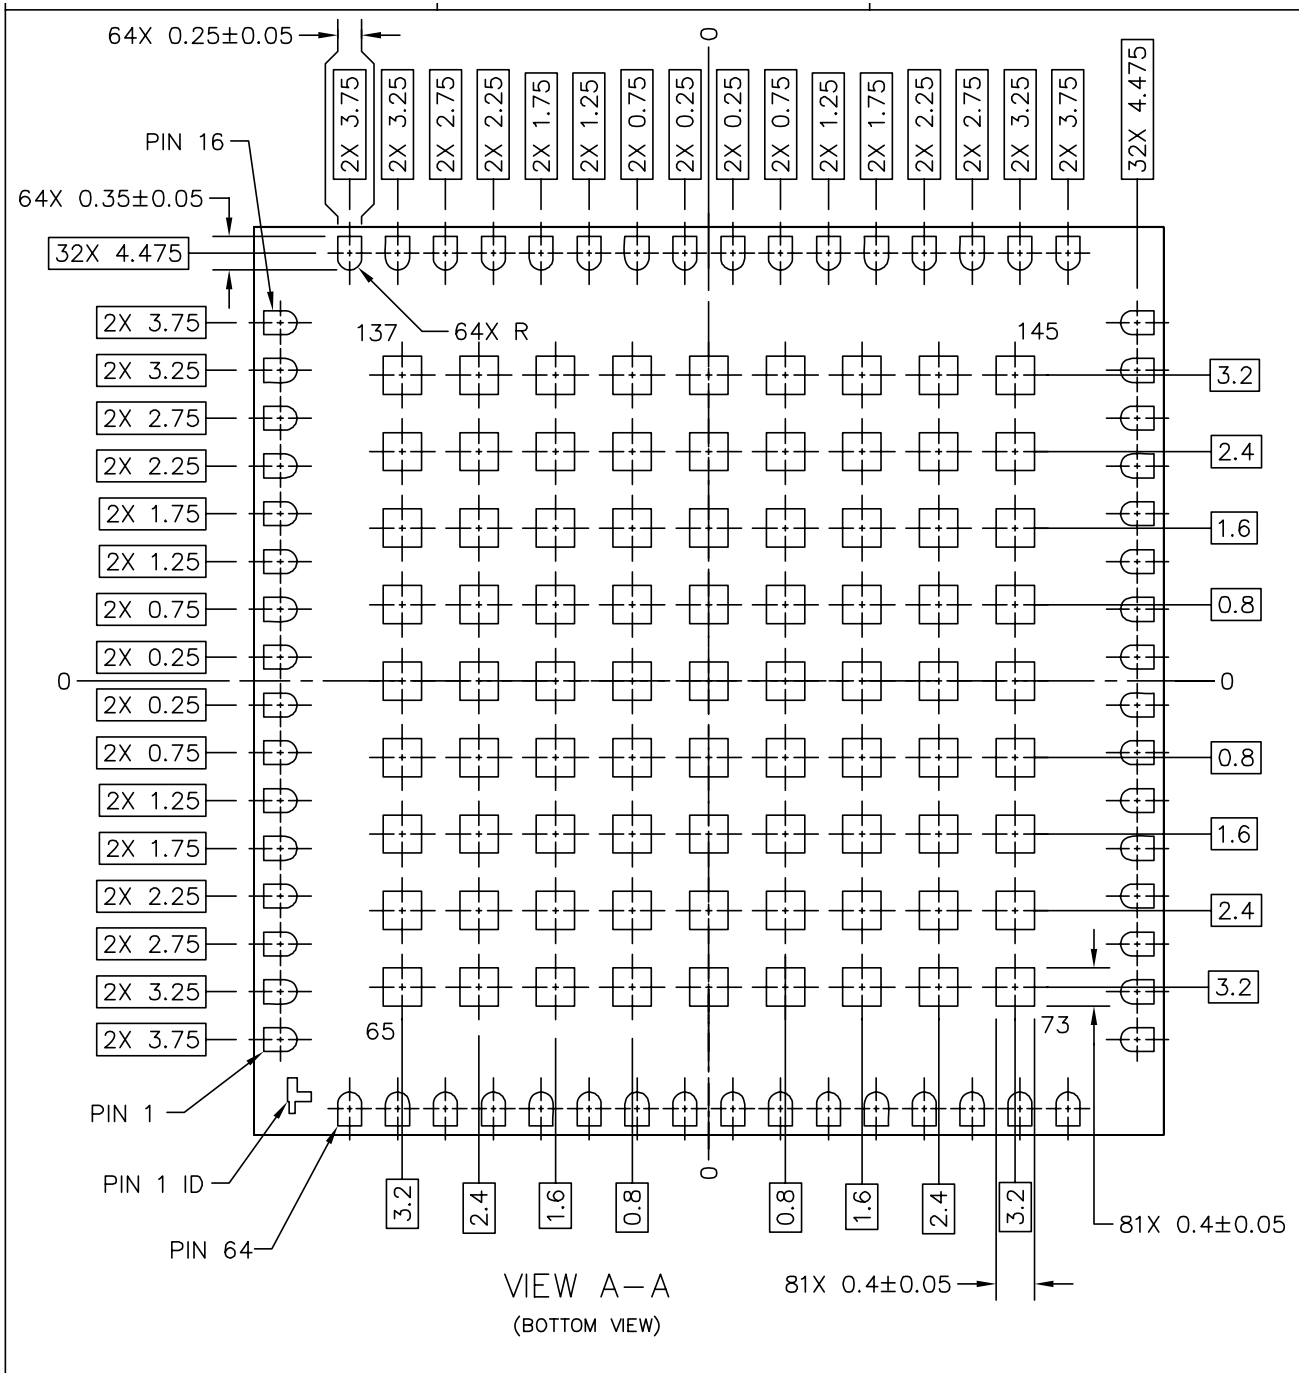 64X 0.25±0.05
0
2X 3.75
2X 3.25
2X 2.75
2X 2.25
2X 1.75
2X 1.25
2X 0.75
2X 0.25
2X 0.25
2X 0.75
2X 1.25
2X 1.75
2X 2.25
2X 2.75
2X 3.25
2X 3.75
32X 4.475
PIN 16
64X 0.35±0.05
32X 4.475
2X 3.75
137
64X R
145
2X 3.25
3.2
2X 2.75
2X 2.25
2.4
2X 1.75
1.6
2X 1.25
2X 0.75
0.8
2X 0.25
0
0
2X 0.25
2X 0.75
0.8
2X 1.25
2X 1.75
1.6
2X 2.25
2.4
2X 2.75
2X 3.25
3.2
65
73
2X 3.75
PIN 1
PIN 1 ID
0
3.2
2.4
1.6
0.8
0.8
1.6
2.4
3.2
81X 0.4±0.05
PIN 64
81X 0.4±0.05
VIEW A-A
(BOTTOM VIEW)